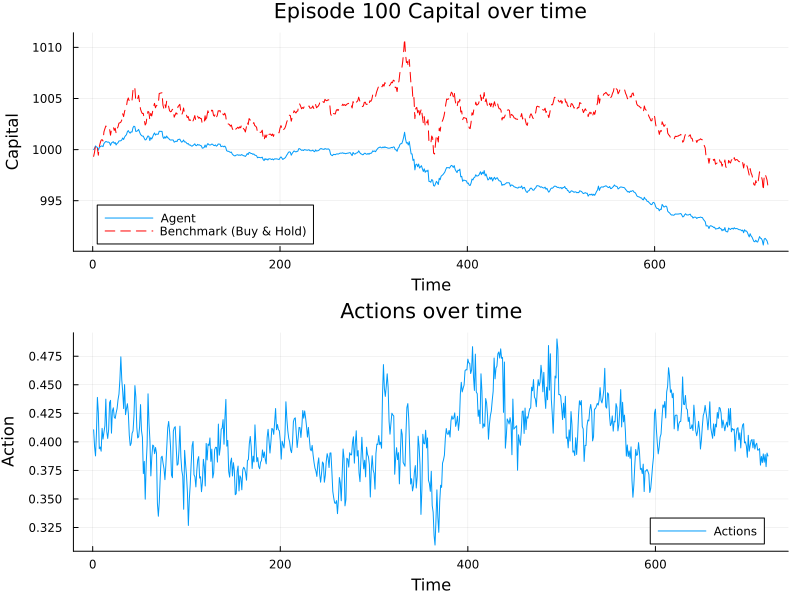 Episode 100 Capital over time
Capital
1010
1005
1000
995
Agent
Benchmark (Buy & Hold)
0 200 400 600
Time
Actions over time
Action
0.475
0.450
0.425
0.400
0.375
0.350
0.325
Actions
0 200 400 600
Time